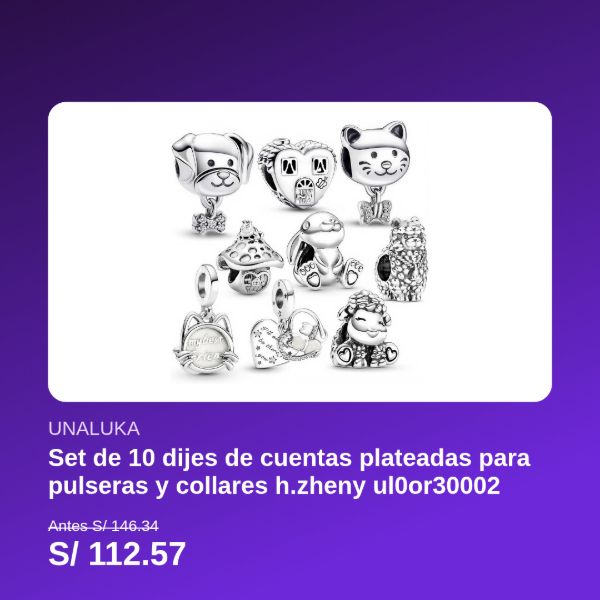 UNALUKA
Set de 10 dijes de cuentas plateadas para
pulseras y collares h.zheny ul0or30002
Antes S/ 146.34
S/ 112.57